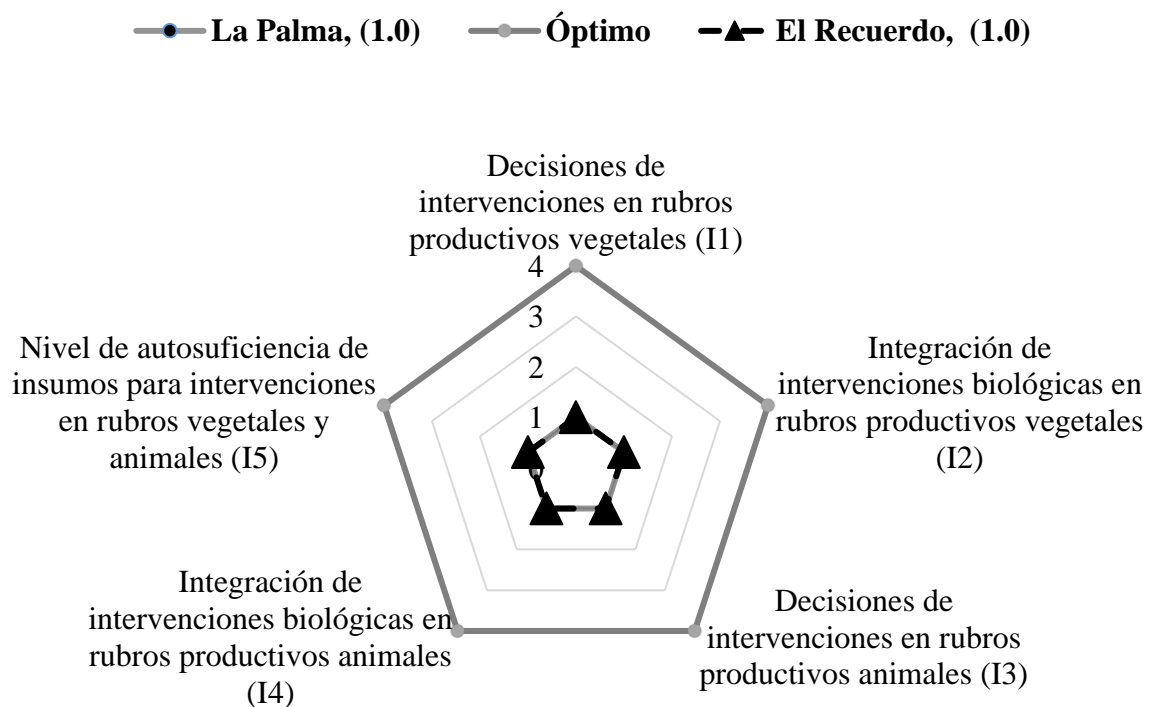 La Palma, (1.0) Óptimo El Recuerdo, (1.0)
Decisiones de
intervenciones en rubros
productivos vegetales (I1)
4
3
2
1
0
Integración de
intervenciones biológicas en
rubros productivos vegetales
(I2)
Decisiones de
intervenciones en rubros
productivos animales (I3)
Integración de
intervenciones biológicas en
rubros productivos animales
(I4)
Nivel de autosuficiencia de
insumos para intervenciones
en rubros vegetales y
animales (I5)